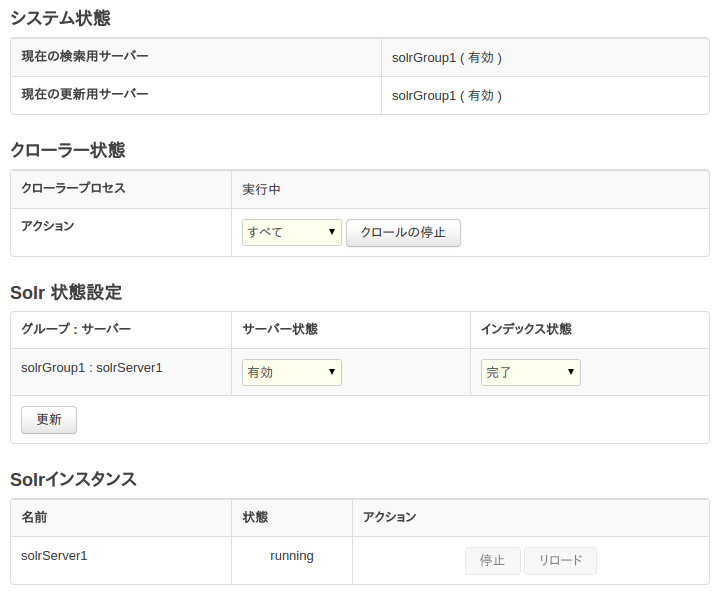 システム状態
現在の検索用サーバー solrGroup1 ( 有効 )
現在の更新用サーバー solrGroup1 ( 有効 )
クローラー状態
クローラープロセス 実行中
アクション すべて クロールの停止
Solr 状態設定
グループ : サーバー サーバー状態 インデックス状態
solrGroup1 : solrServer1 有効 完了
更新
Solrインスタンス
名前 状態 アクション
solrServer1 running 停止 リロード